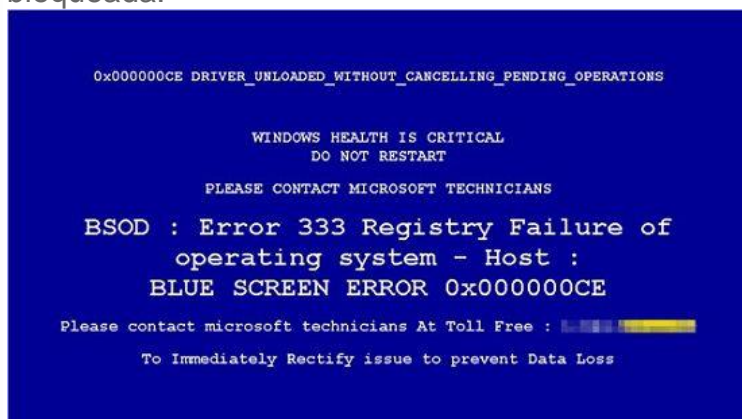 bloqueada.
0x000000CE DRIVER_UNLOADED_WITHOUT_CANCELLING_PENDING_OPERATIONS
WINDOWS HEALTH IS CRITICAL
DO NOT RESTART
PLEASE CONTACT MICROSOFT TECHNICIANS
BSOD : Error 333 Registry Failure of
operating system - Host :
BLUE SCREEN ERROR 0x000000CE
Please contact microsoft technicians At Toll Free :
To Immediately Rectify issue to prevent Data Loss